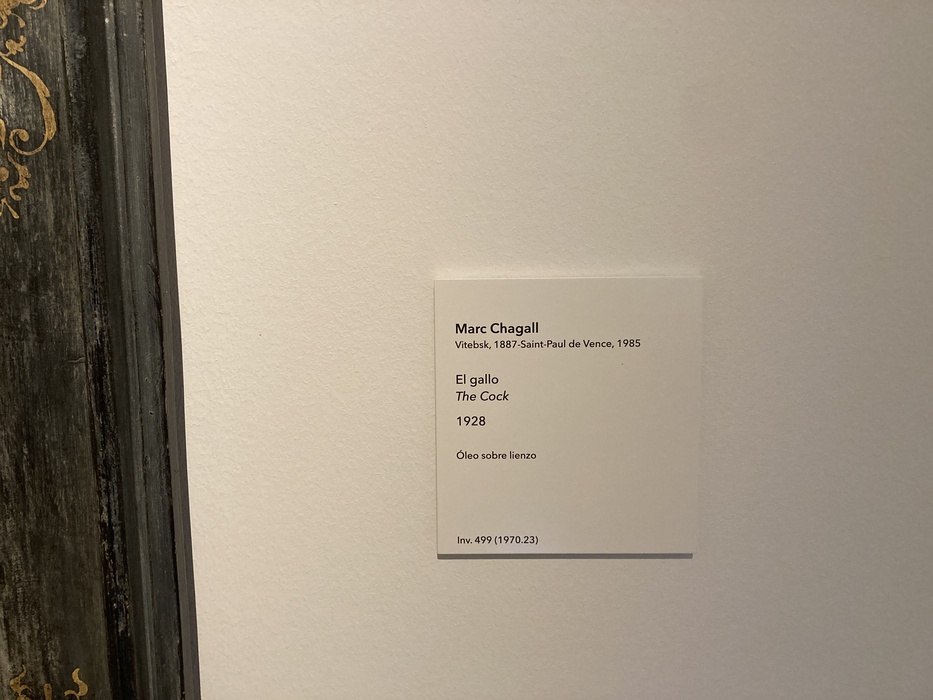 Marc Chagall
Vitebsk, 1887-Saint-Paul de Vence, 1985
El gallo
The Cock
1928
Óleo sobre lienzo
Inv. 499 (1970.23)